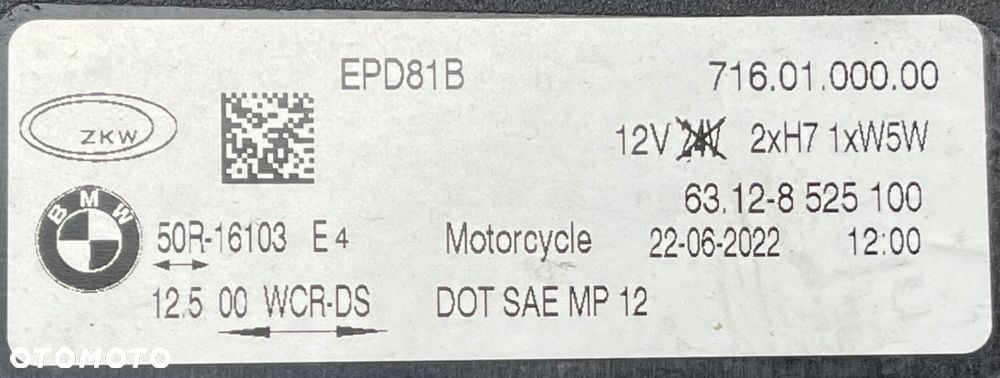 EPD81B 716.01.000.00
ZKW
12V 24V 2xH7 1xW5W
BMW
63.12-8 525 100
50R-16103 E4 Motorcycle 22-06-2022 12:00
12.5 00 WCR-DS DOT SAE MP 12
OTOMOTO